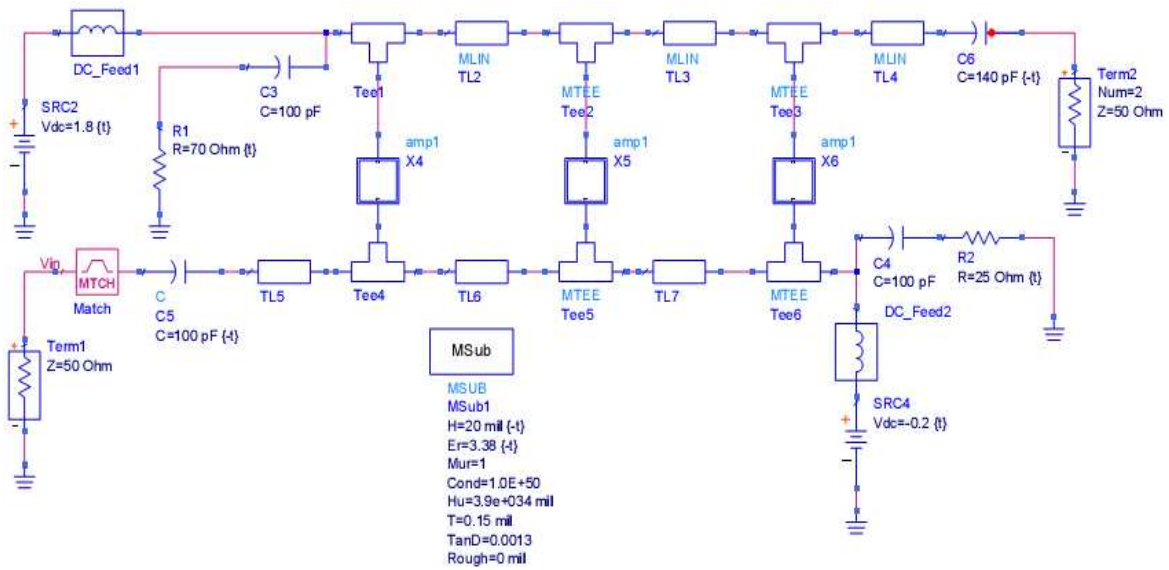 DC_Feed1
SRC2
Vdc=1.8 {t}
C3
C=100 pF
R1
R=70 Ohm {t}
Tee1
MLIN
TL2
MTEE
Tee2
MLIN
TL3
MTEE
Tee3
MLIN
TL4
C6
C=140 pF {-t}
Term2
Num=2
Z=50 Ohm
amp1
X4
amp1
X5
amp1
X6
Vin
MTCH
Match
C
C5
C=100 pF {-t}
TL5
Tee4
TL6
MTEE
Tee5
TL7
MTEE
Tee6
C4
C=100 pF
R2
R=25 Ohm {t}
DC_Feed2
SRC4
Vdc=-0.2 {t}
Term1
Z=50 Ohm
MSub
MSUB
MSub1
H=20 mil {-t}
Er=3.38 {-t}
Mur=1
Cond=1.0E+50
Hu=3.9e+034 mil
T=0.15 mil
TanD=0.0013
Rough=0 mil